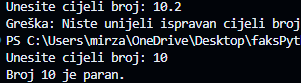 Unesite cijeli broj: 10.2
Greška: Niste unijeli ispravan cijeli broj
PS C:\Users\mirza\OneDrive\Desktop\faksPyt
Unesite cijeli broj: 10
Broj 10 je paran.